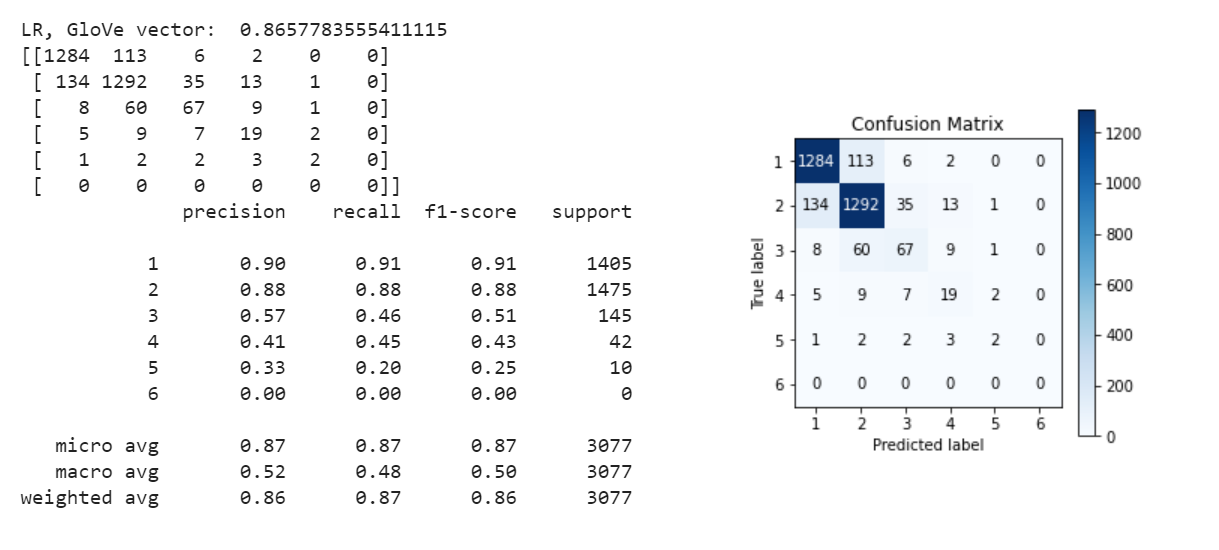 LR, GloVe vector:  0.8657783555411115
[[1284  113    6    2    0    0]
 [ 134 1292   35   13    1    0]
 [   8   60   67    9    1    0]
 [   5    9    7   19    2    0]
 [   1    2    2    3    2    0]
 [   0    0    0    0    0    0]]
              precision    recall  f1-score   support

           1       0.90      0.91      0.91      1405
           2       0.88      0.88      0.88      1475
           3       0.57      0.46      0.51       145
           4       0.41      0.45      0.43        42
           5       0.33      0.20      0.25        10
           6       0.00      0.00      0.00         0

   micro avg       0.87      0.87      0.87      3077
   macro avg       0.52      0.48      0.50      3077
weighted avg       0.86      0.87      0.86      3077
Confusion Matrix
True label
1 1284 113 6 2 0 0
2 134 1292 35 13 1 0
3 8 60 67 9 1 0
4 5 9 7 19 2 0
5 1 2 2 3 2 0
6 0 0 0 0 0 0
1 2 3 4 5 6
Predicted label
1200
1000
800
600
400
200
0